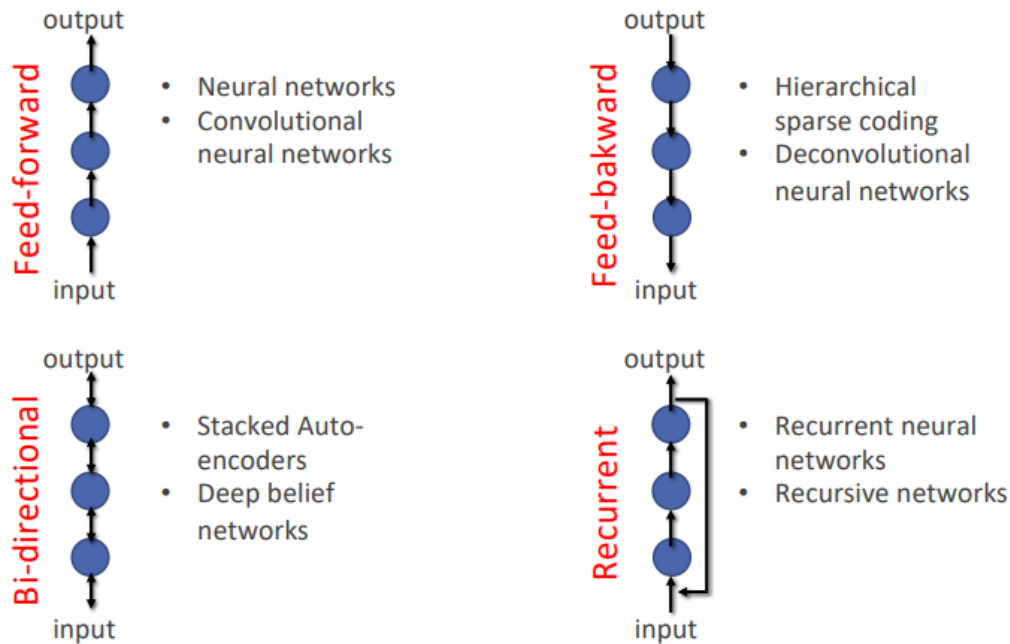 output
Feed-forward
• Neural networks
• Convolutional
neural networks
input
output
Feed-bakward
• Hierarchical
sparse coding
• Deconvolutional
neural networks
input
output
Bi-directional
• Stacked Auto-
encoders
• Deep belief
networks
input
output
Recurrent
• Recurrent neural
networks
• Recursive networks
input